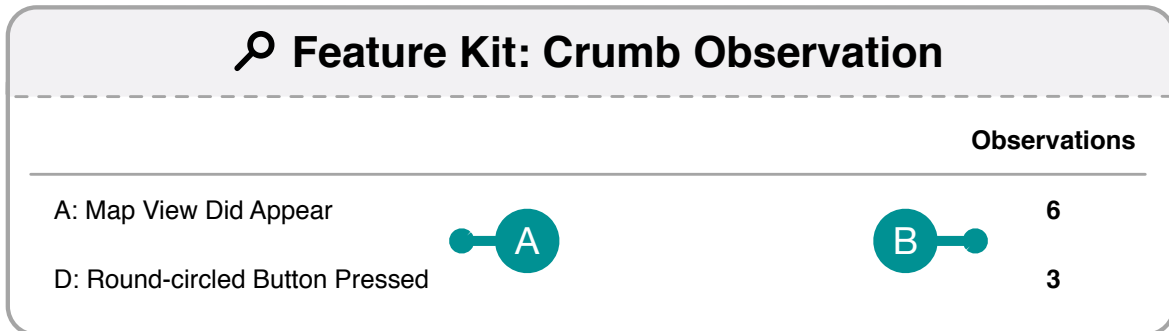 Feature Kit: Crumb Observation
Observations
A: Map View Did Appear
6
A
B
D: Round-circled Button Pressed
3